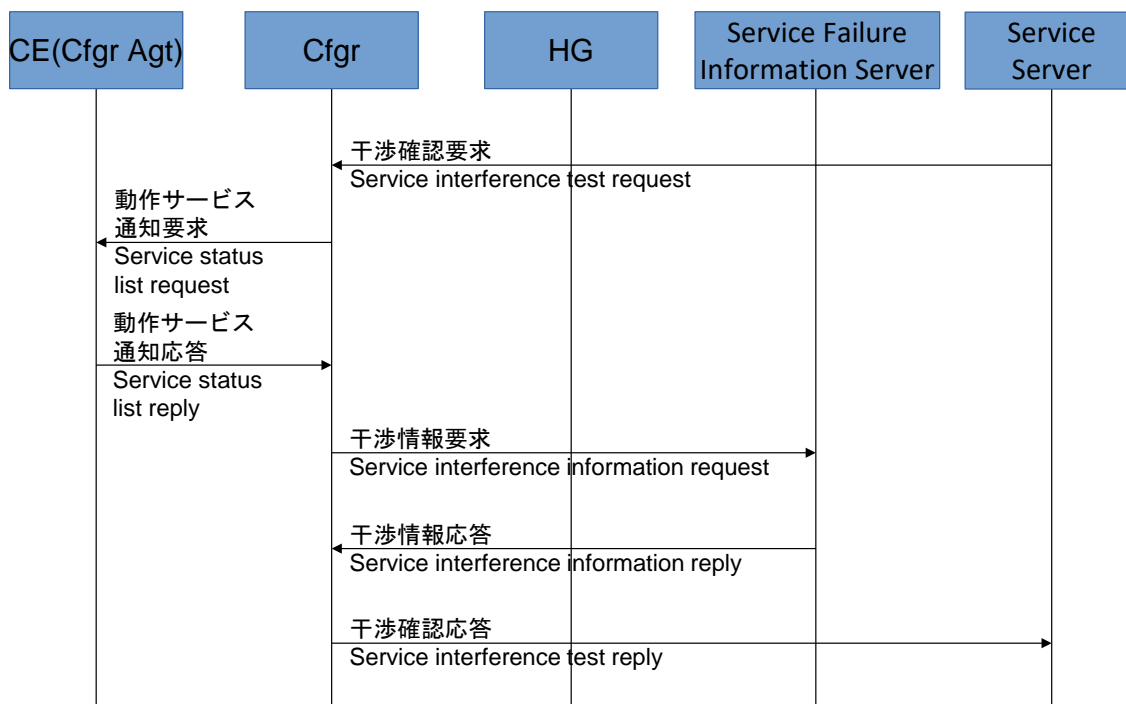 CE(Cfgr Agt)
Cfgr
HG
Service Failure
Information Server
Service
Server
干渉確認要求
Service interference test request
動作サービス
通知要求
Service status
list request
動作サービス
通知応答
Service status
list reply
干渉情報要求
Service interference information request
干渉情報応答
Service interference information reply
干渉確認応答
Service interference test reply